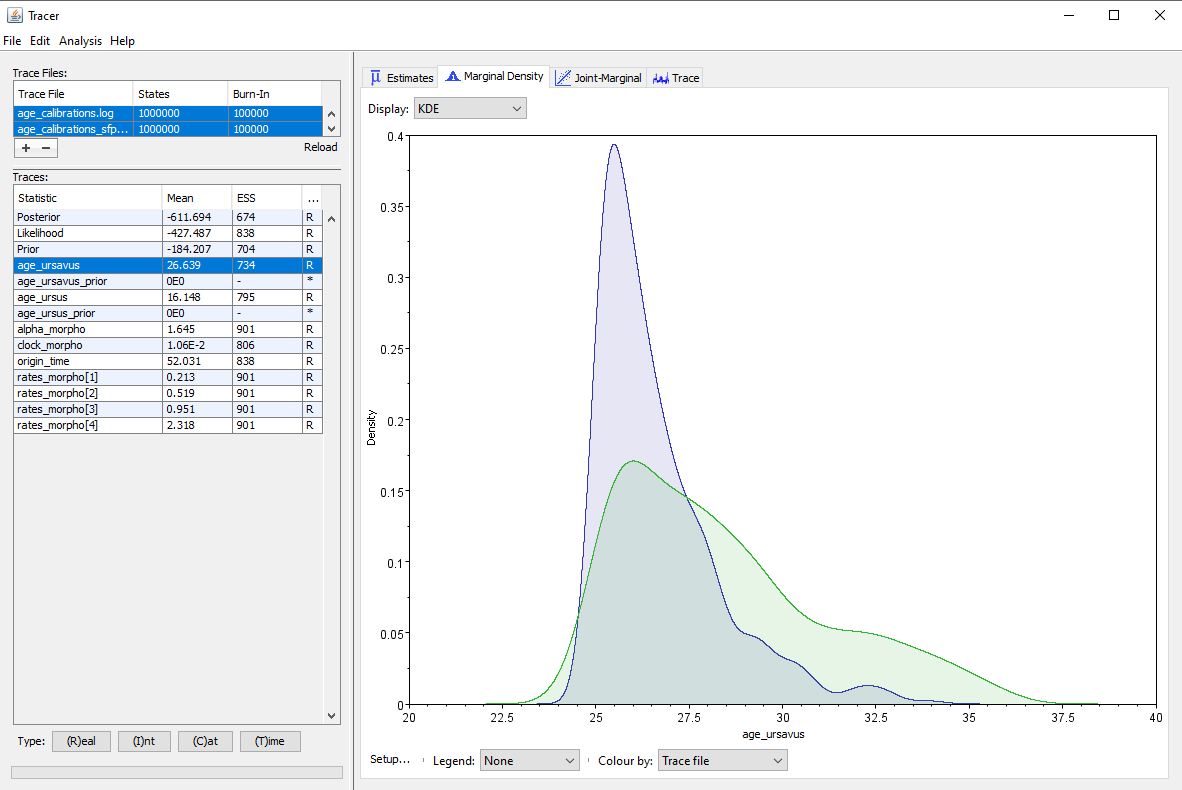 Tracer
File Edit Analysis Help
Trace Files:
Trace File States Burn-In
age_calibrations.log 1000000 100000
age_calibrations_sfp... 1000000 100000
+ −
Reload
Traces:
Statistic Mean ESS ...
Posterior -611.694 674 R
Likelihood -427.487 838 R
Prior -184.207 704 R
age_ursavus 26.639 734 R
age_ursavus_prior 0E0 - *
age_ursus 16.148 795 R
age_ursus_prior 0E0 - *
alpha_morpho 1.645 901 R
clock_morpho 1.06E-2 806 R
origin_time 52.031 838 R
rates_morpho[1] 0.213 901 R
rates_morpho[2] 0.519 901 R
rates_morpho[3] 0.951 901 R
rates_morpho[4] 2.318 901 R
Type: (R)eal (I)nt (C)at (T)ime
Estimates Marginal Density Joint-Marginal Trace
Display: KDE
0.4
0.35
0.3
0.25
0.2
0.15
0.1
0.05
0
Density
20 22.5 25 27.5 30 32.5 35 37.5 40
age_ursavus
Setup... Legend: None Colour by: Trace file